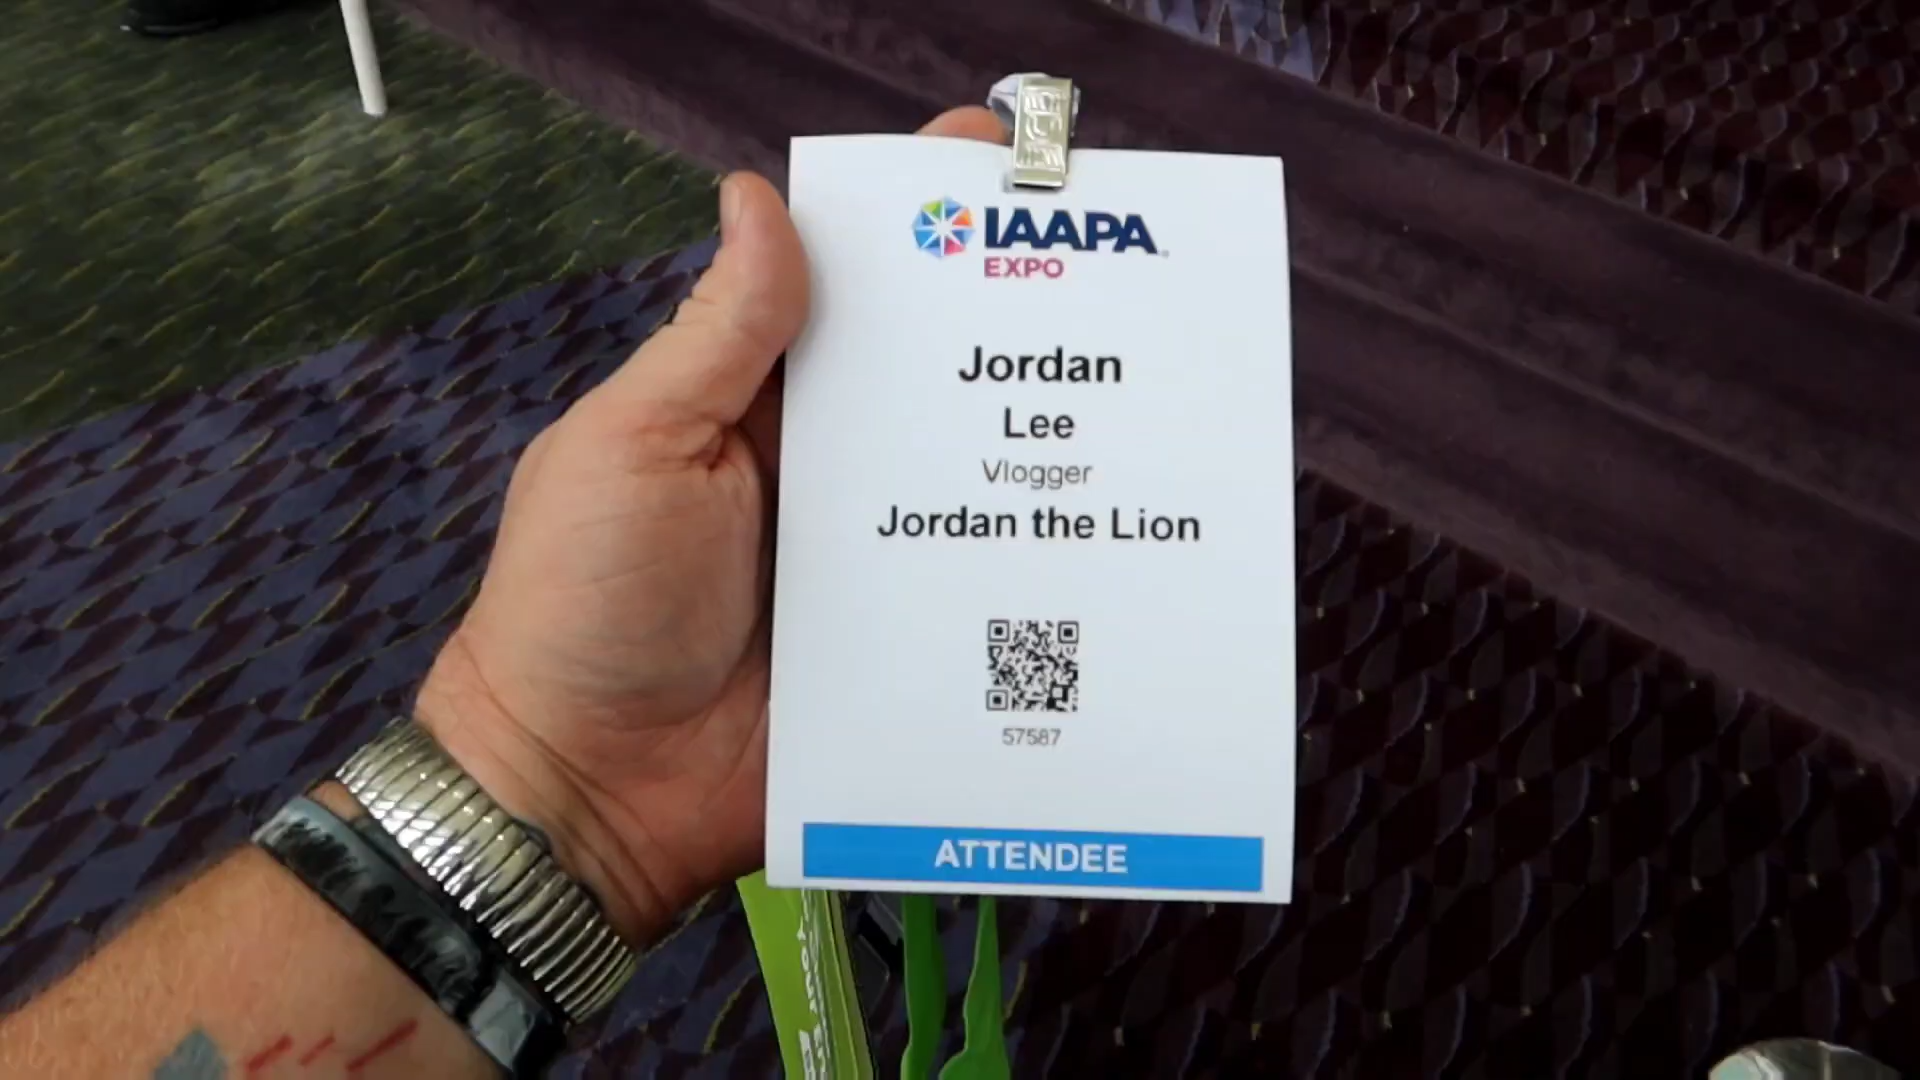 IAAPA
EXPO
Jordan
Lee
Vlogger
Jordan the Lion
57587
ATTENDEE